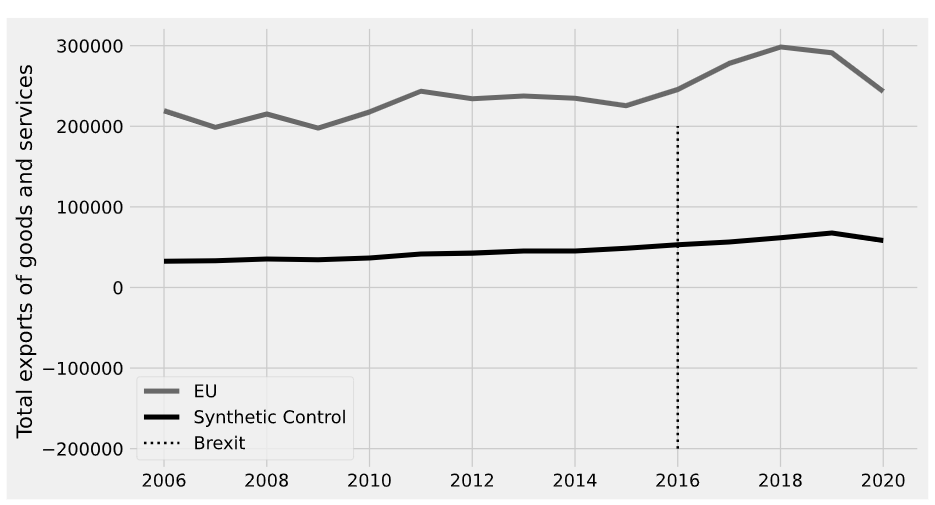 Total exports of goods and services
300000
200000
100000
0
−100000
−200000
EU
Synthetic Control
Brexit
2006 2008 2010 2012 2014 2016 2018 2020